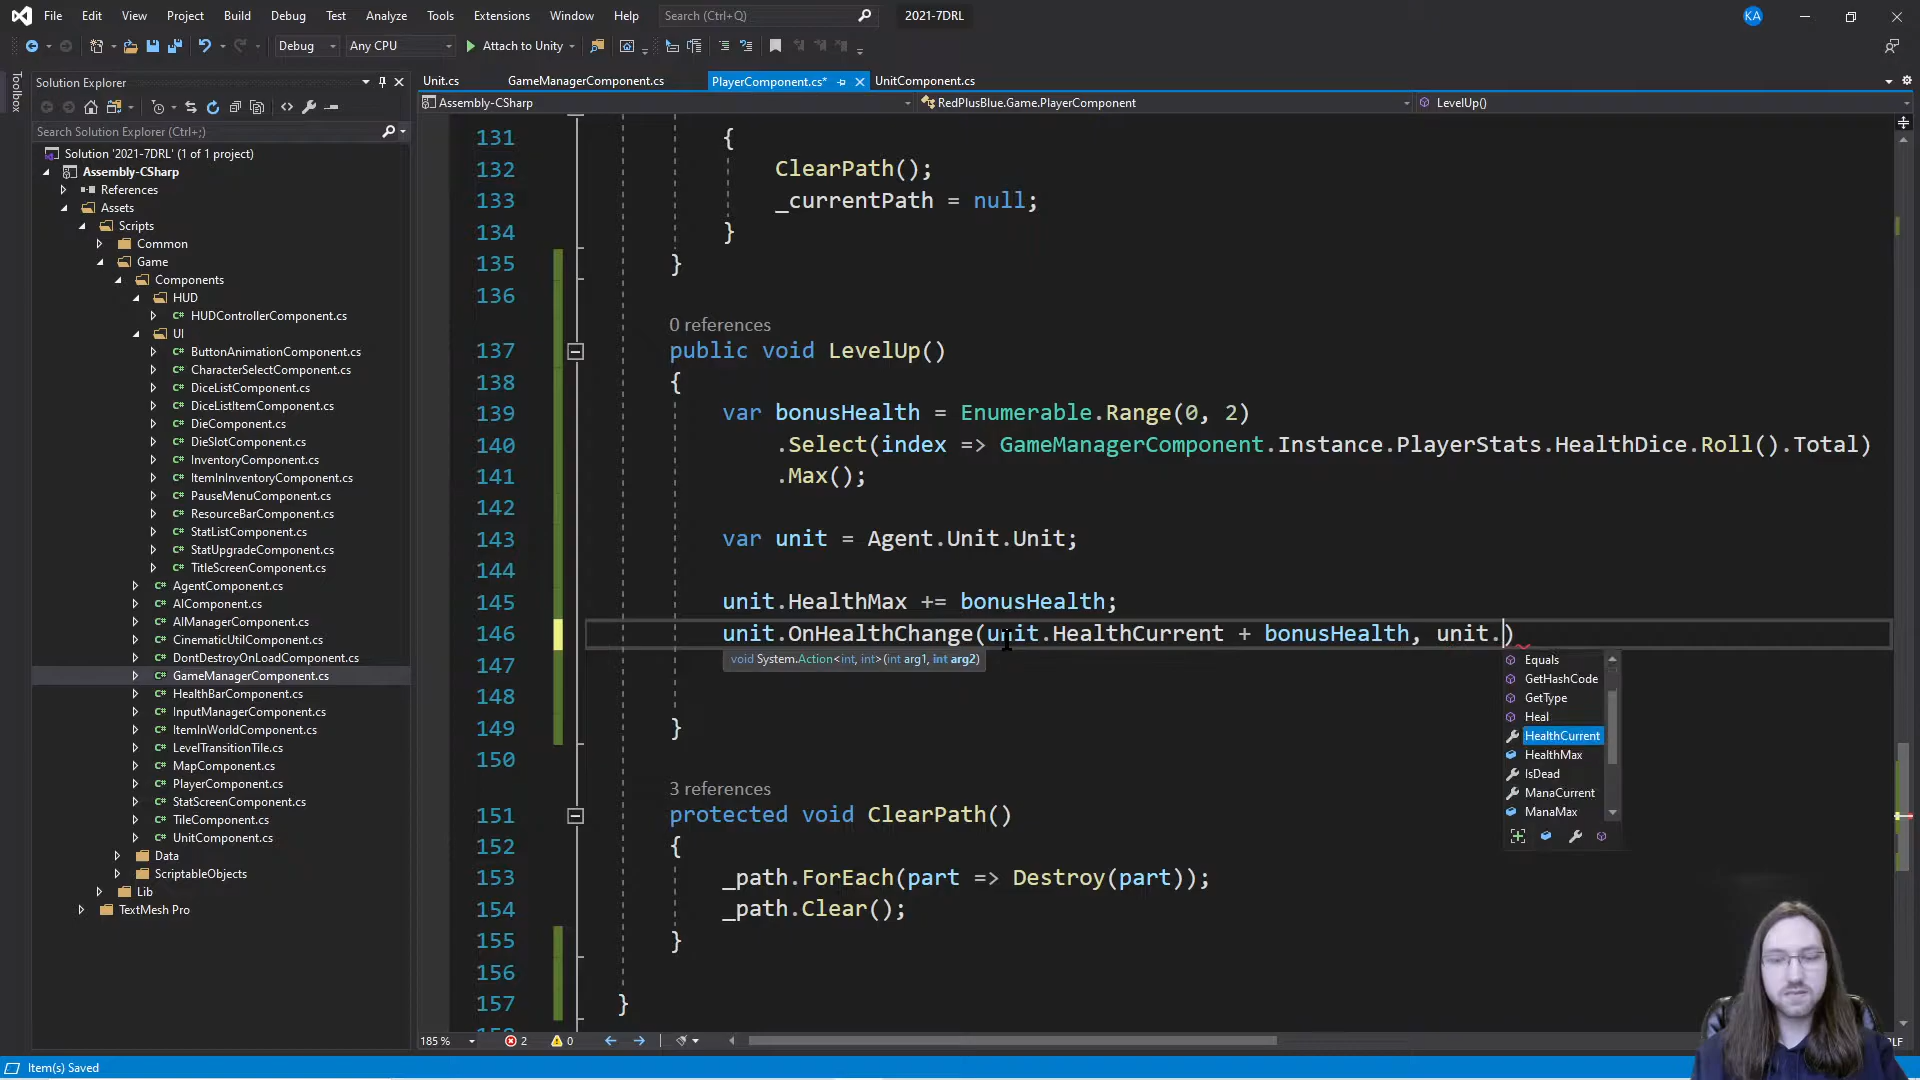 File Edit View Project Build Debug Test Analyze Tools Extensions Window Help Search (Ctrl+Q) 2021-7DRL KA
Debug Any CPU Attach to Unity
Toolbox
Solution Explorer
Search Solution Explorer (Ctrl+;)
Solution '2021-7DRL' (1 of 1 project)
Assembly-CSharp
References
Assets
Scripts
Common
Game
Components
HUD
HUDControllerComponent.cs
UI
ButtonAnimationComponent.cs
CharacterSelectComponent.cs
DiceListComponent.cs
DiceListItemComponent.cs
DieComponent.cs
DieSlotComponent.cs
InventoryComponent.cs
ItemInInventoryComponent.cs
PauseMenuComponent.cs
ResourceBarComponent.cs
StatListComponent.cs
StatUpgradeComponent.cs
TitleScreenComponent.cs
AgentComponent.cs
AIComponent.cs
AIManagerComponent.cs
CinematicUtilComponent.cs
DontDestroyOnLoadComponent.cs
GameManagerComponent.cs
HealthBarComponent.cs
InputManagerComponent.cs
ItemInWorldComponent.cs
LevelTransitionTile.cs
MapComponent.cs
PlayerComponent.cs
StatScreenComponent.cs
TileComponent.cs
UnitComponent.cs
Data
ScriptableObjects
Lib
TextMesh Pro
Unit.cs GameManagerComponent.cs PlayerComponent.cs* UnitComponent.cs
Assembly-CSharp RedPlusBlue.Game.PlayerComponent LevelUp()
131 {
132 ClearPath();
133 _currentPath = null;
134 }
135 }
136
0 references
137 public void LevelUp()
138 {
139 var bonusHealth = Enumerable.Range(0, 2)
140 .Select(index => GameManagerComponent.Instance.PlayerStats.HealthDice.Roll().Total)
141 .Max();
142
143 var unit = Agent.Unit.Unit;
144
145 unit.HealthMax += bonusHealth;
146 unit.OnHealthChange(unit.HealthCurrent + bonusHealth, unit.)
void System.Action<int, int>(int arg1, int arg2)
147
148
149 }
150
3 references
151 protected void ClearPath()
152 {
153 _path.ForEach(part => Destroy(part));
154 _path.Clear();
155 }
156
157 }
Equals
GetHashCode
GetType
Heal
HealthCurrent
HealthMax
IsDead
ManaCurrent
ManaMax
185 % 2 0
Item(s) Saved